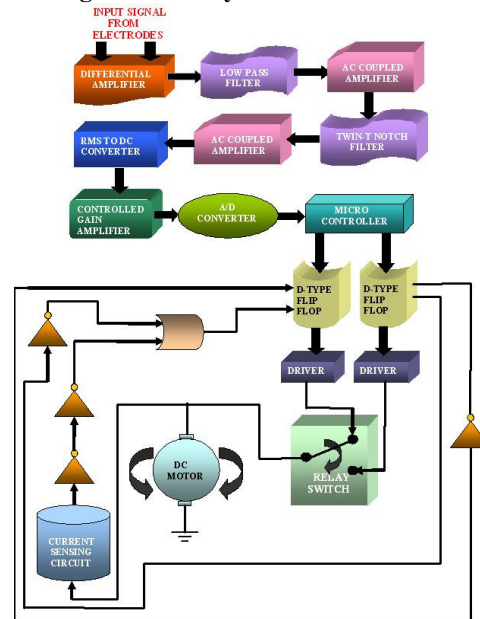 INPUT SIGNAL
FROM
ELECTRODES
DIFFERENTIAL
AMPLIFIER
LOW PASS
FILTER
AC COUPLED
AMPLIFIER
RMS TO DC
CONVERTER
AC COUPLED
AMPLIFIER
TWIN-T NOTCH
FILTER
CONTROLLED
GAIN
AMPLIFIER
A/D
CONVERTER
MICRO
CONTROLLER
D-TYPE
FLIP
FLOP
D-TYPE
FLIP
FLOP
DRIVER
DRIVER
DC
MOTOR
RELAY
SWITCH
CURRENT
SENSING
CIRCUIT